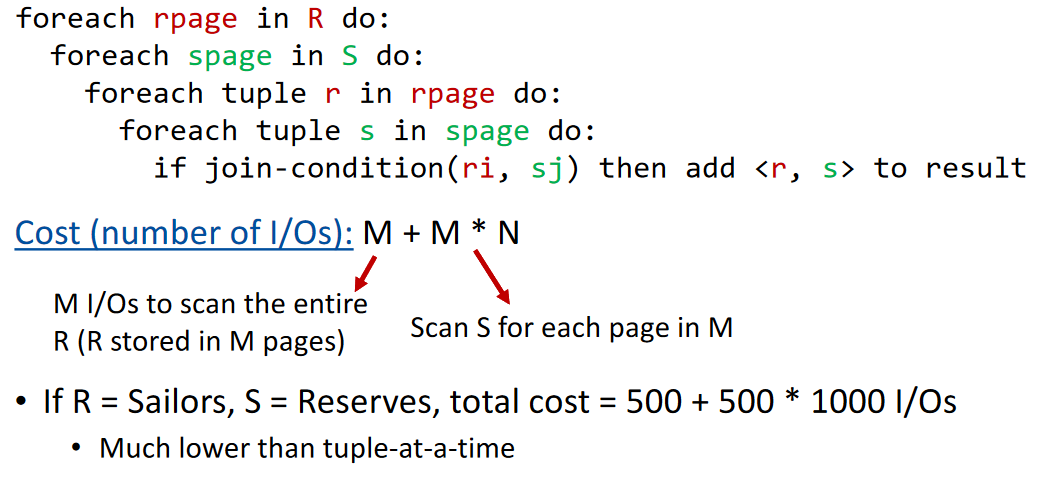 foreach rpage in R do:
foreach spage in S do:
foreach tuple r in rpage do:
foreach tuple s in spage do:
if join-condition(ri, sj) then add <r, s> to result
Cost (number of I/Os): M + M * N
M I/Os to scan the entire
R (R stored in M pages)
Scan S for each page in M
• If R = Sailors, S = Reserves, total cost = 500 + 500 * 1000 I/Os
• Much lower than tuple-at-a-time